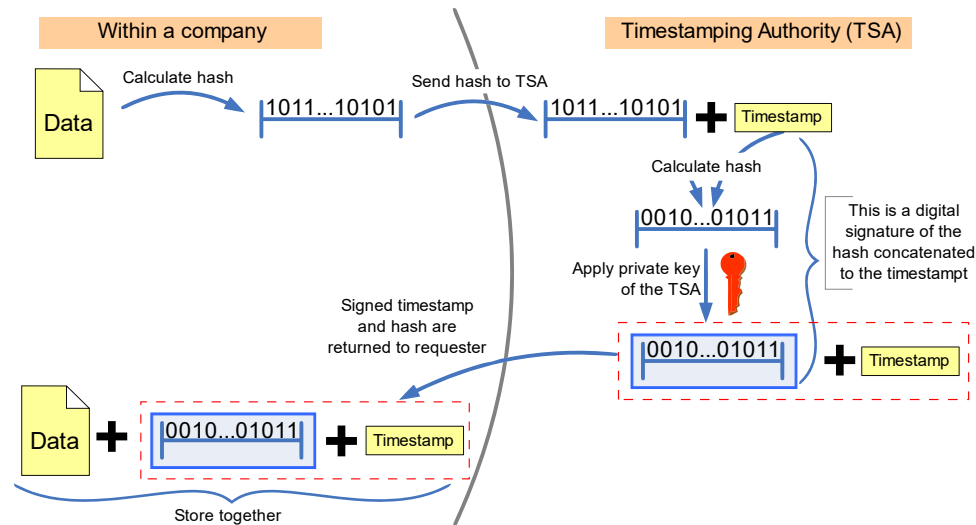 Within a company
Timestamping Authority (TSA)
Data
Calculate hash
1011...10101
Send hash to TSA
1011...10101
Timestamp
Calculate hash
0010...01011
This is a digital
signature of the
hash concatenated
to the timestampt
Apply private key
of the TSA
Signed timestamp
and hash are
returned to requester
0010...01011
Timestamp
Data
0010...01011
Timestamp
Store together